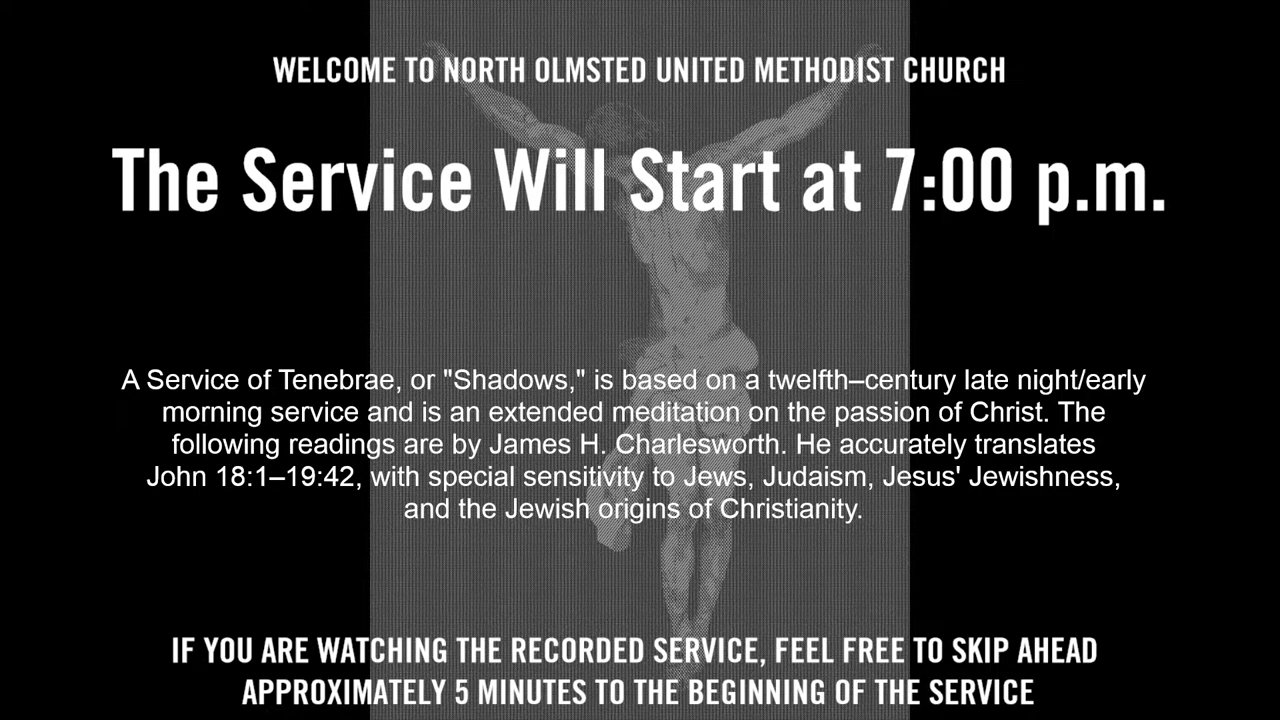 WELCOME TO NORTH OLMSTED UNITED METHODIST CHURCH
The Service Will Start at 7:00 p.m.
A Service of Tenebrae, or "Shadows," is based on a twelfth–century late night/early
morning service and is an extended meditation on the passion of Christ. The
following readings are by James H. Charlesworth. He accurately translates
John 18:1–19:42, with special sensitivity to Jews, Judaism, Jesus' Jewishness,
and the Jewish origins of Christianity.
IF YOU ARE WATCHING THE RECORDED SERVICE, FEEL FREE TO SKIP AHEAD
APPROXIMATELY 5 MINUTES TO THE BEGINNING OF THE SERVICE